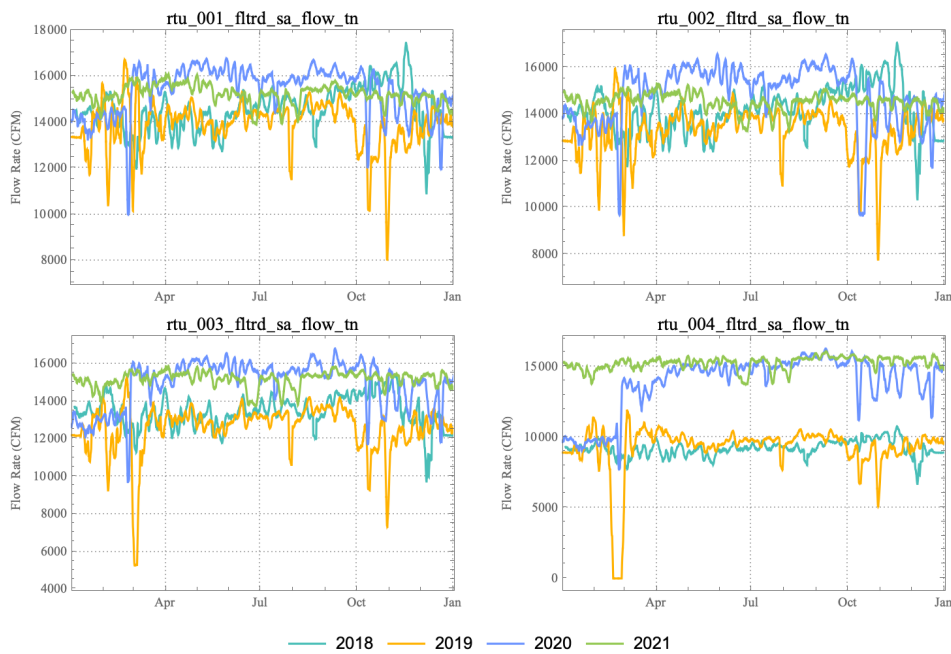 rtu_001_fltrd_sa_flow_tn
Flow Rate (CFM)
18000
16000
14000
12000
10000
8000
Apr
Jul
Oct
Jan
rtu_002_fltrd_sa_flow_tn
Flow Rate (CFM)
16000
14000
12000
10000
8000
Apr
Jul
Oct
Jan
rtu_003_fltrd_sa_flow_tn
Flow Rate (CFM)
16000
14000
12000
10000
8000
6000
4000
Apr
Jul
Oct
Jan
rtu_004_fltrd_sa_flow_tn
Flow Rate (CFM)
15000
10000
5000
0
Apr
Jul
Oct
Jan
2018 2019 2020 2021